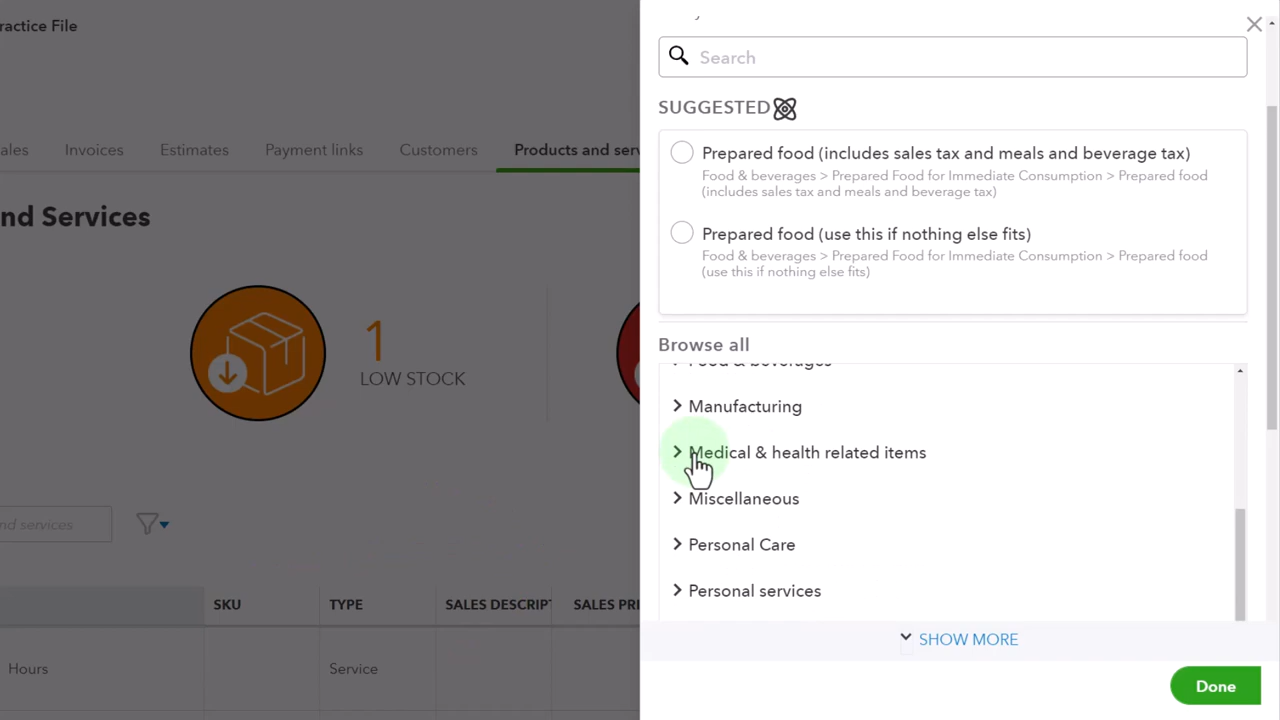 ractice File
Search
SUGGESTED
Prepared food (includes sales tax and meals and beverage tax)
Food & beverages > Prepared Food for Immediate Consumption > Prepared food
(includes sales tax and meals and beverage tax)
Prepared food (use this if nothing else fits)
Food & beverages > Prepared Food for Immediate Consumption > Prepared food
(use this if nothing else fits)
Browse all
Food & beverages
Manufacturing
Medical & health related items
Miscellaneous
Personal Care
Personal services
SHOW MORE
Done
ales Invoices Estimates Payment links Customers Products and serv
nd Services
1
LOW STOCK
nd services
SKU TYPE SALES DESCRIPT SALES PRI
Hours Service